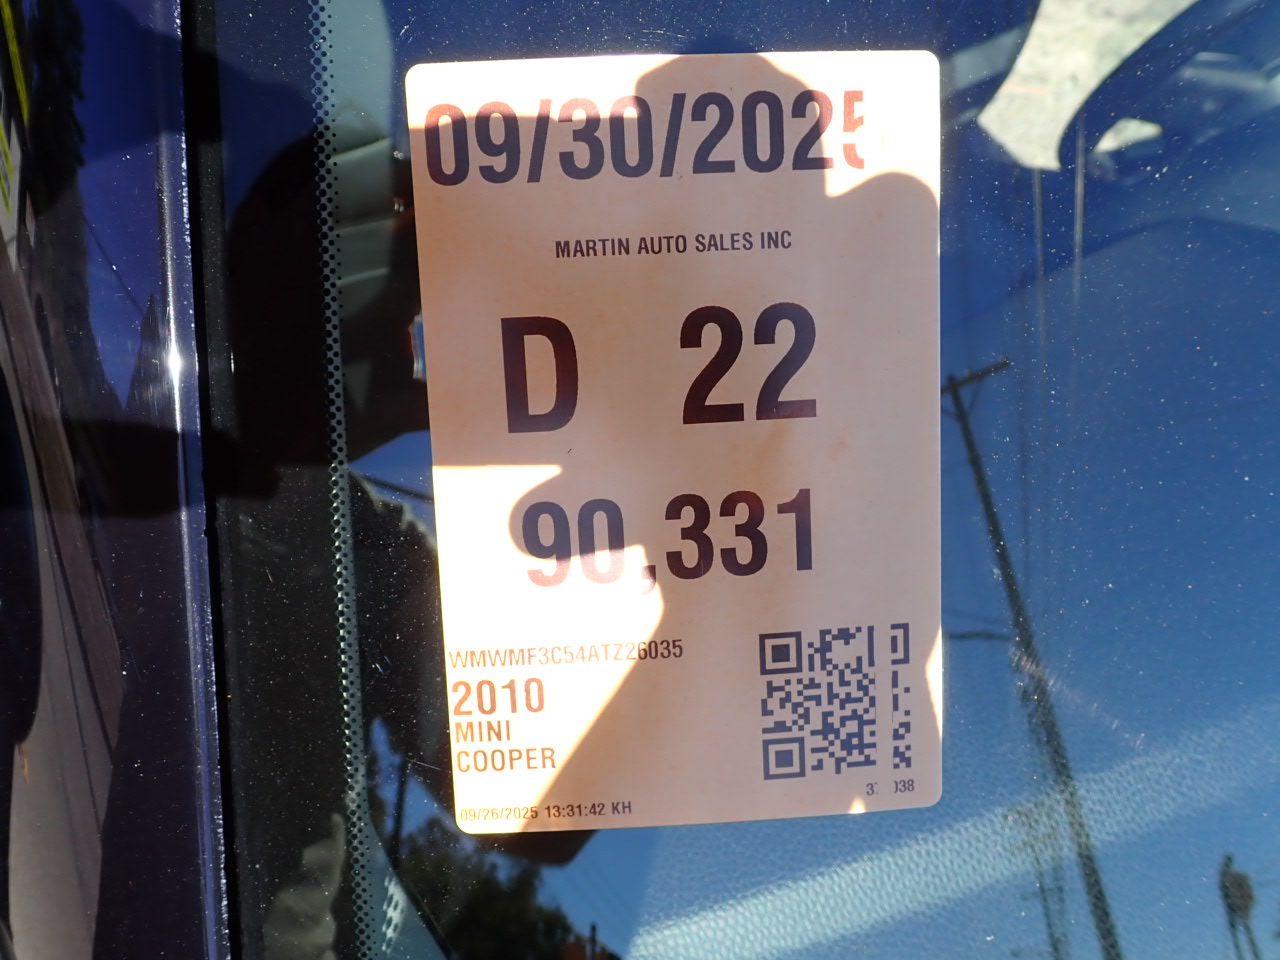 09/30/2025
MARTIN AUTO SALES INC
D 22
90,331
WMWMF3C54ATZ26035
2010
MINI
COOPER
09/26/2025 13:31:42 KH